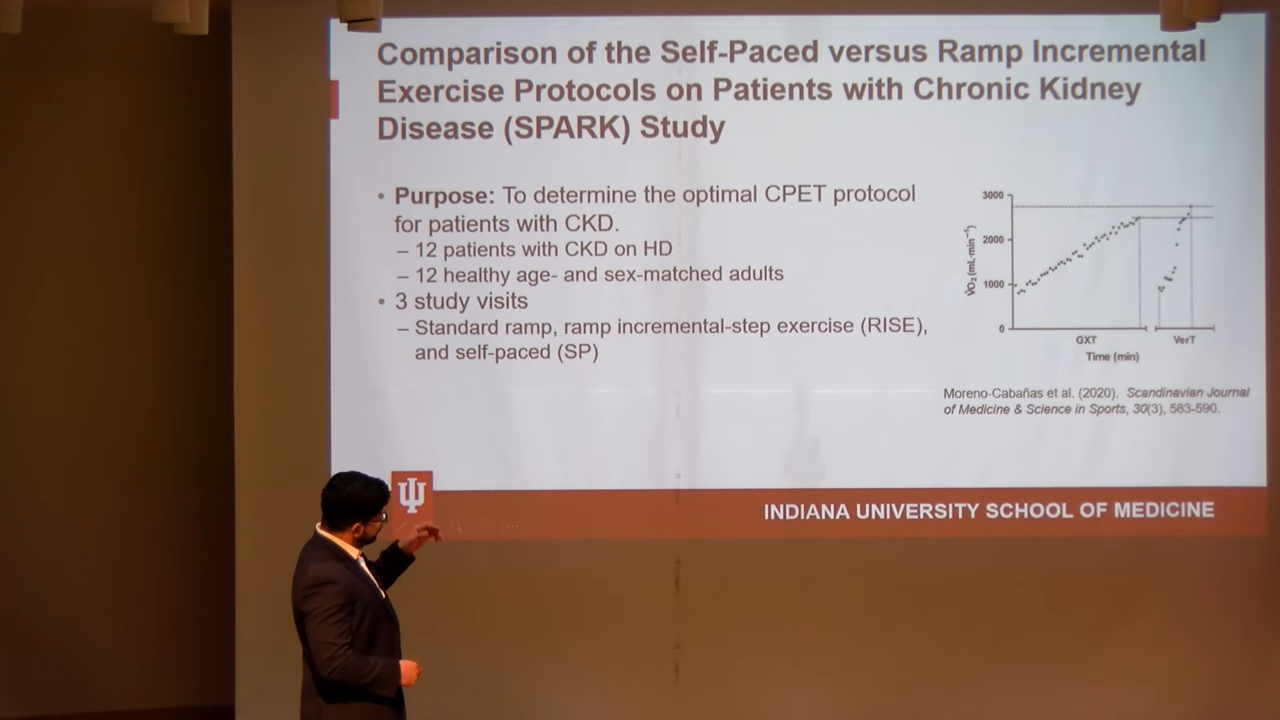 Comparison of the Self-Paced versus Ramp Incremental
Exercise Protocols on Patients with Chronic Kidney
Disease (SPARK) Study
• Purpose: To determine the optimal CPET protocol
for patients with CKD.
– 12 patients with CKD on HD
– 12 healthy age- and sex-matched adults
• 3 study visits
– Standard ramp, ramp incremental-step exercise (RISE),
and self-paced (SP)
3000
2000
1000
0
V̇O₂ (mL·min⁻¹)
GXT
VerT
Time (min)
Moreno-Cabañas et al. (2020). Scandinavian Journal
of Medicine & Science in Sports, 30(3), 583-590.
INDIANA UNIVERSITY SCHOOL OF MEDICINE